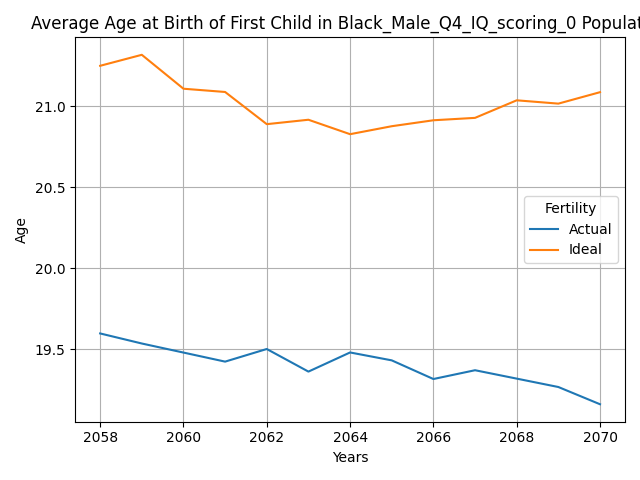 Average Age at Birth of First Child in Black_Male_Q4_IQ_scoring_0 Populat
21.0
20.5
20.0
19.5
Age
Fertility
Actual
Ideal
2058 2060 2062 2064 2066 2068 2070
Years